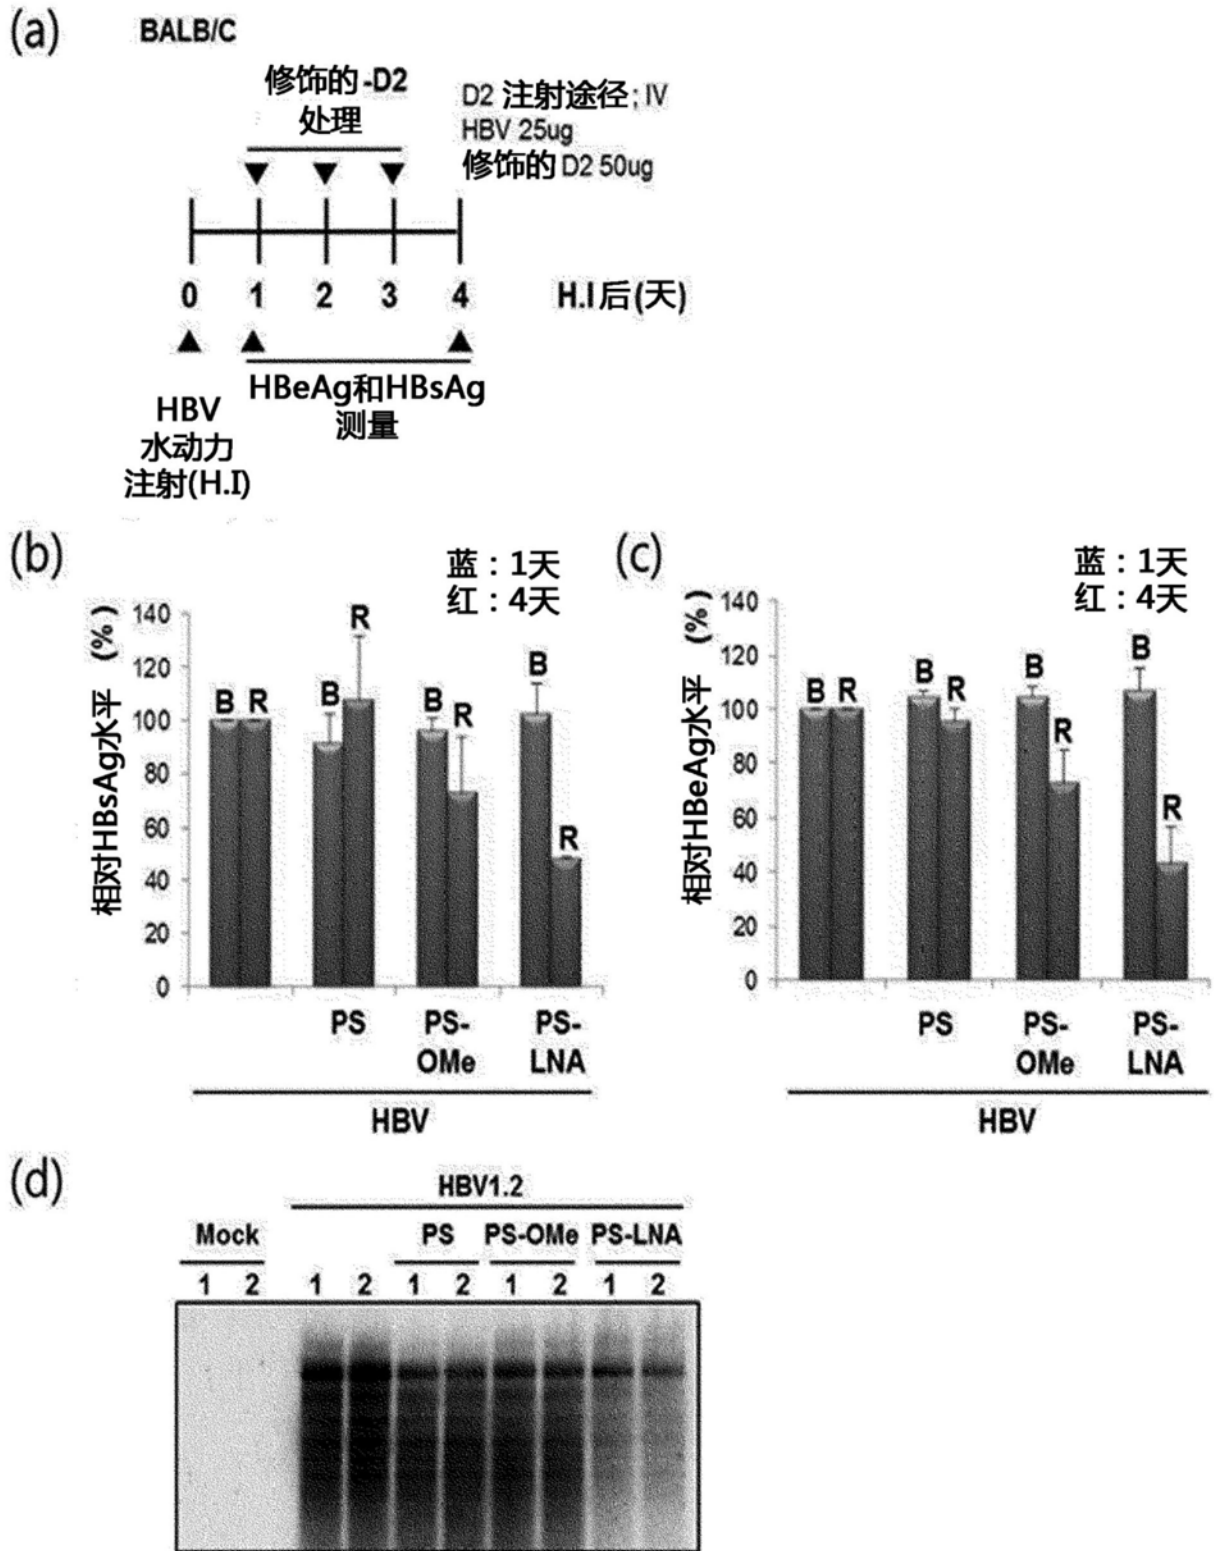 (a)
BALB/C
修饰的-D2
处理
D2 注射途径; IV
HBV 25ug
修饰的D2 50ug
0 1 2 3 4 H.I后(天)
HBeAg和HBsAg
测量
HBV
水动力
注射(H.I)
(b)
蓝：1天
红：4天
相对HBsAg水平 (%)
140
120
100
80
60
40
20
0
B R B R B R B R
PS PS-OMe PS-LNA
HBV
(c)
蓝：1天
红：4天
相对HBeAg水平 (%)
140
120
100
80
60
40
20
0
B R B R B R B R
PS PS-OMe PS-LNA
HBV
(d)
HBV1.2
Mock PS PS-OMe PS-LNA
1 2 1 2 1 2 1 2 1 2